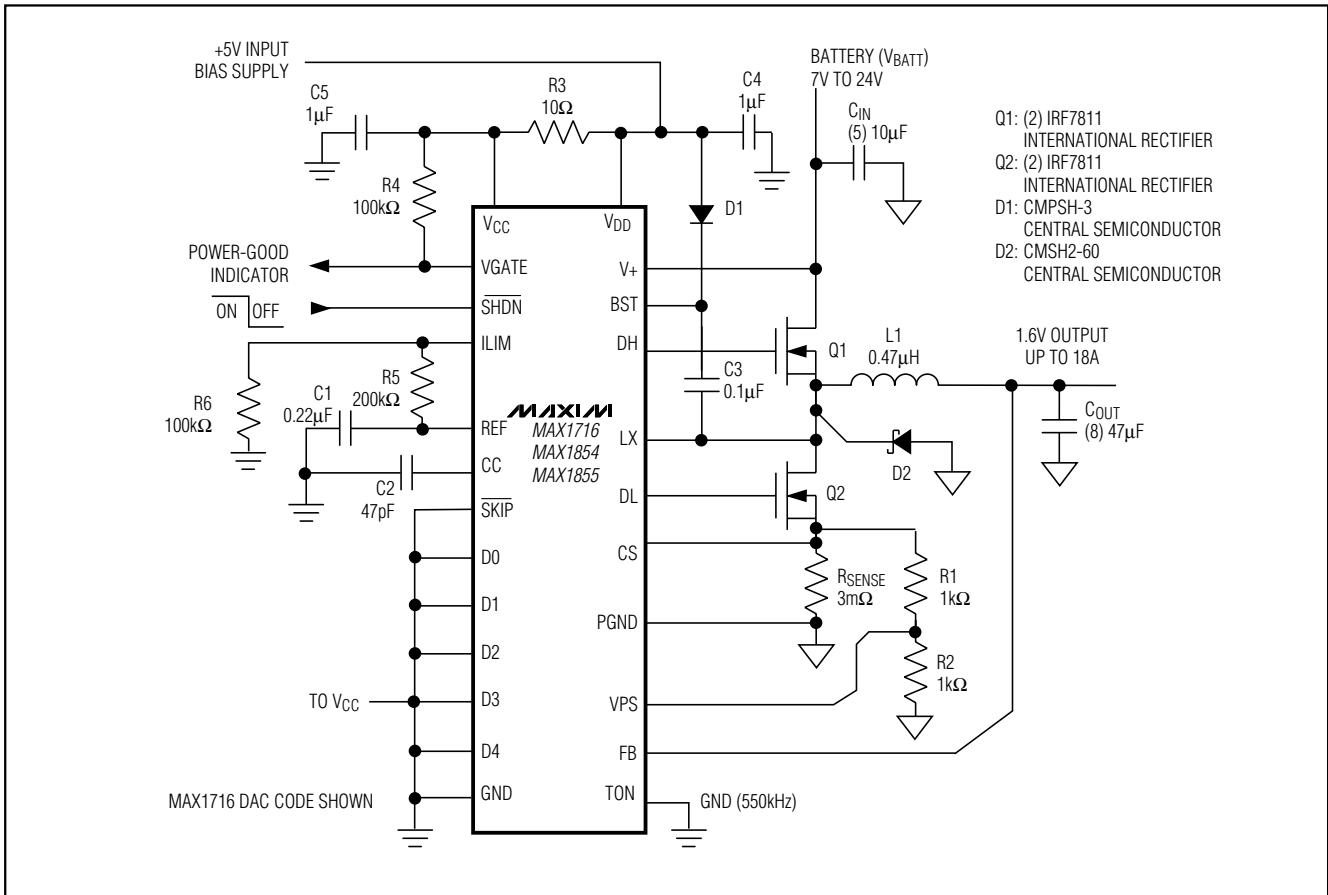 +5V INPUT
BIAS SUPPLY
C5
1µF
R3
10Ω
C4
1µF
BATTERY (VBATT)
7V TO 24V
CIN
(5) 10µF
Q1: (2) IRF7811
INTERNATIONAL RECTIFIER
Q2: (2) IRF7811
INTERNATIONAL RECTIFIER
D1: CMPSH-3
CENTRAL SEMICONDUCTOR
D2: CMSH2-60
CENTRAL SEMICONDUCTOR
R4
100kΩ
D1
VCC
VDD
POWER-GOOD
INDICATOR
VGATE
V+
ON
OFF
SHDN
BST
ILIM
DH
Q1
L1
0.47µH
1.6V OUTPUT
UP TO 18A
R6
100kΩ
C1
0.22µF
R5
200kΩ
C3
0.1µF
MAXIM
MAX1716
MAX1854
MAX1855
REF
LX
COUT
(8) 47µF
CC
C2
47pF
D2
DL
Q2
SKIP
CS
D0
RSENSE
3mΩ
R1
1kΩ
D1
PGND
D2
R2
1kΩ
TO VCC
D3
VPS
D4
FB
MAX1716 DAC CODE SHOWN
GND
TON
GND (550kHz)